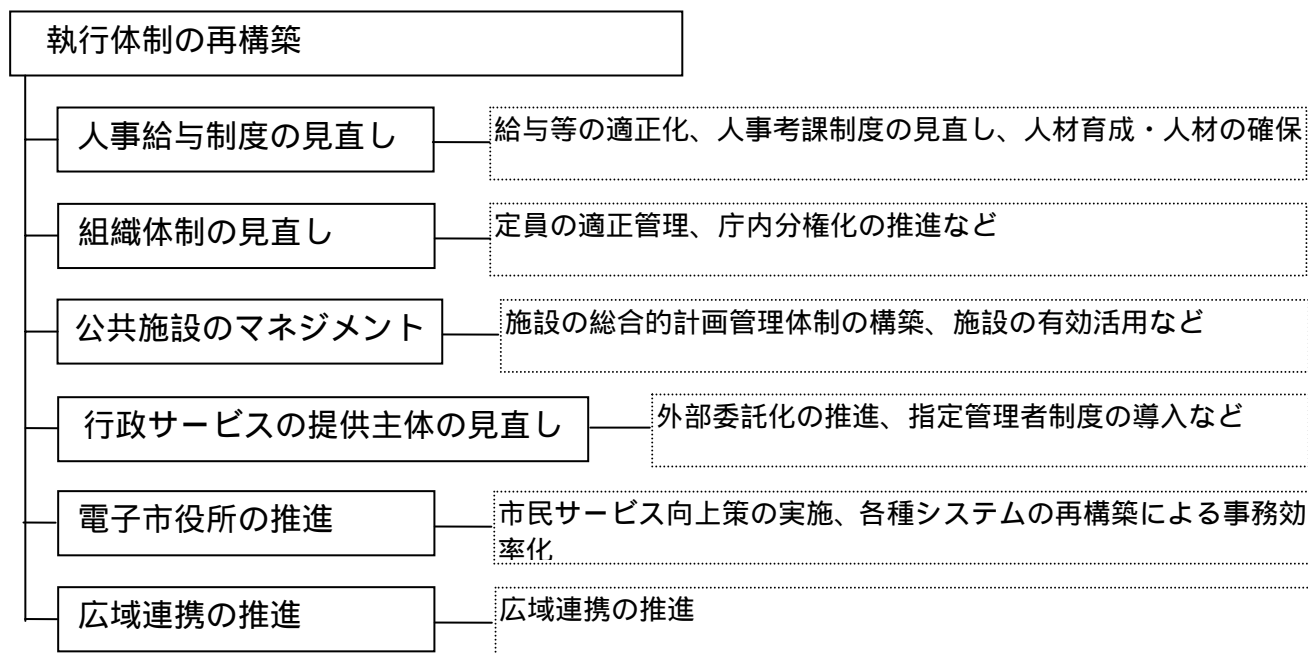 執行体制の再構築
人事給与制度の見直し
給与等の適正化、人事考課制度の見直し、人材育成・人材の確保
組織体制の見直し
定員の適正管理、庁内分権化の推進など
公共施設のマネジメント
施設の総合的計画管理体制の構築、施設の有効活用など
行政サービスの提供主体の見直し
外部委託化の推進、指定管理者制度の導入など
電子市役所の推進
市民サービス向上策の実施、各種システムの再構築による事務効
率化
広域連携の推進
広域連携の推進